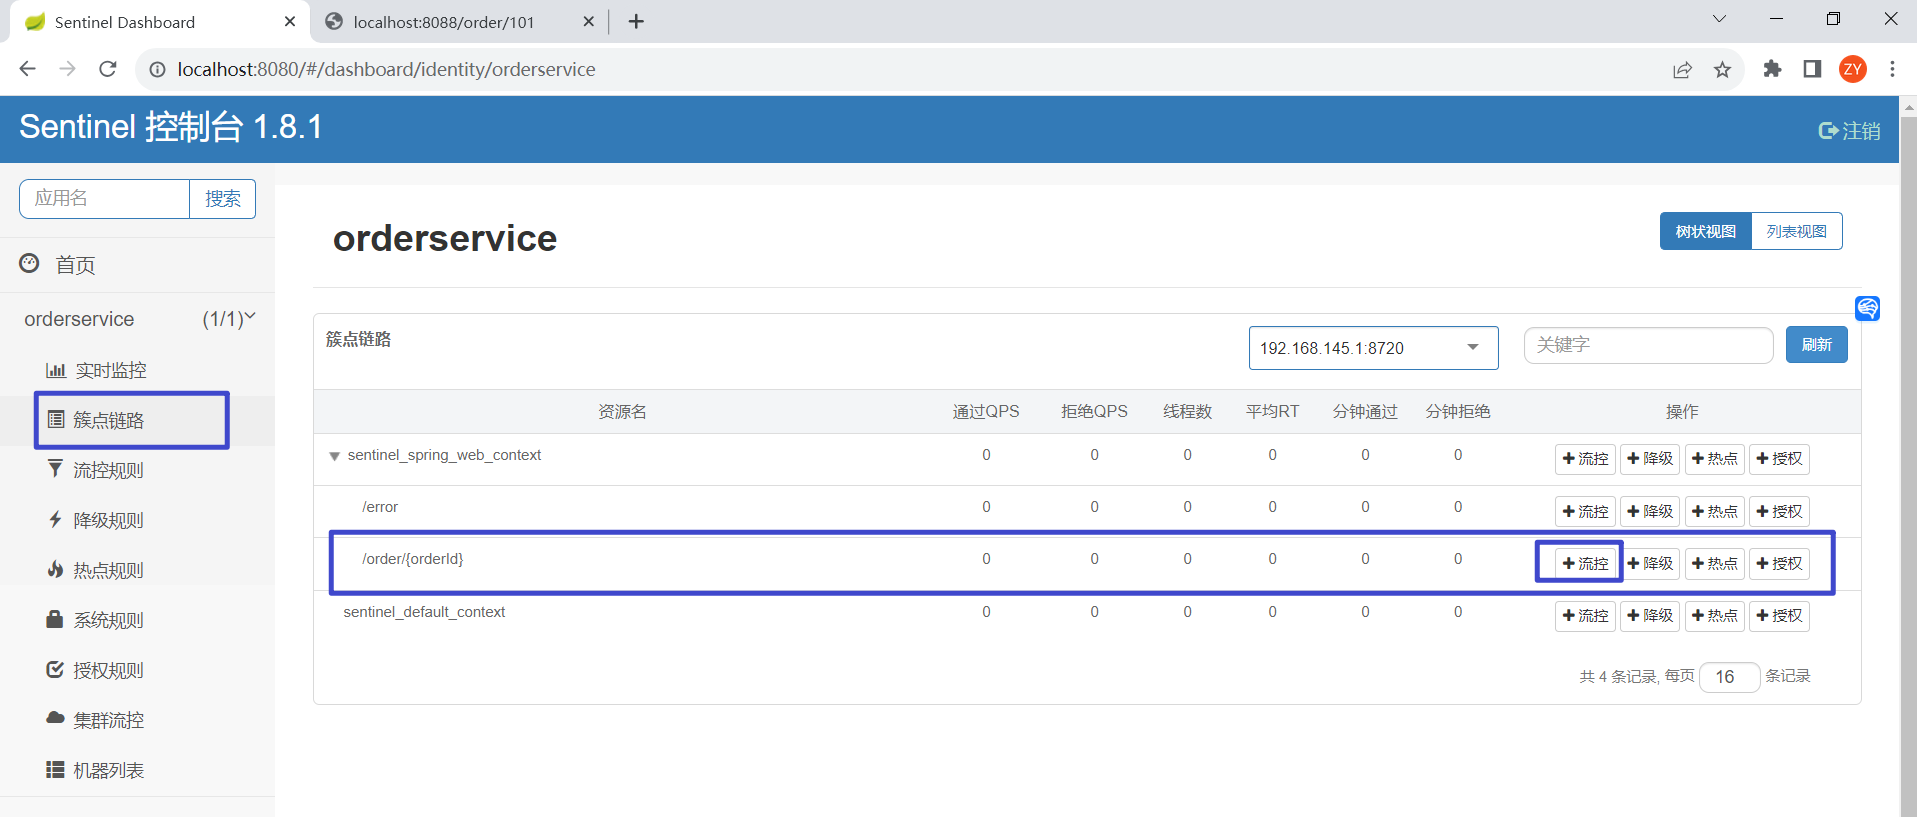 Sentinel Dashboard
localhost:8088/order/101
localhost:8080/#/dashboard/identity/orderservice
ZY
Sentinel 控制台 1.8.1
注销
应用名
搜索
首页
orderservice (1/1)
实时监控
簇点链路
流控规则
降级规则
热点规则
系统规则
授权规则
集群流控
机器列表
orderservice
树状视图 列表视图
簇点链路
192.168.145.1:8720
关键字
刷新
资源名 通过QPS 拒绝QPS 线程数 平均RT 分钟通过 分钟拒绝 操作
sentinel_spring_web_context 0 0 0 0 0 0 流控 降级 热点 授权
/error 0 0 0 0 0 0 流控 降级 热点 授权
/order/{orderId} 0 0 0 0 0 0 流控 降级 热点 授权
sentinel_default_context 0 0 0 0 0 0 流控 降级 热点 授权
共 4 条记录, 每页 16 条记录